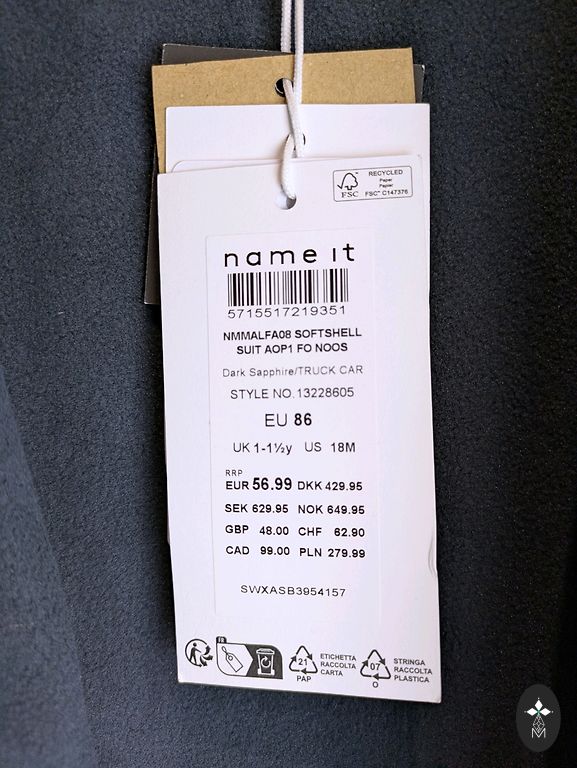 RECYCLED
Paper
Papier
FSC® C147376
FSC
name it
5715517219351
NMMALFA08 SOFTSHELL
SUIT AOP1 FO NOOS
Dark Sapphire/TRUCK CAR
STYLE NO.13228605
EU 86
UK 1-1½y US 18M
RRP
EUR 56.99 DKK 429.95
SEK 629.95 NOK 649.95
GBP 48.00 CHF 62.90
CAD 99.00 PLN 279.99
SWXASB3954157
FR
21
PAP
ETICHETTA
RACCOLTA
CARTA
07
O
STRINGA
RACCOLTA
PLASTICA
M